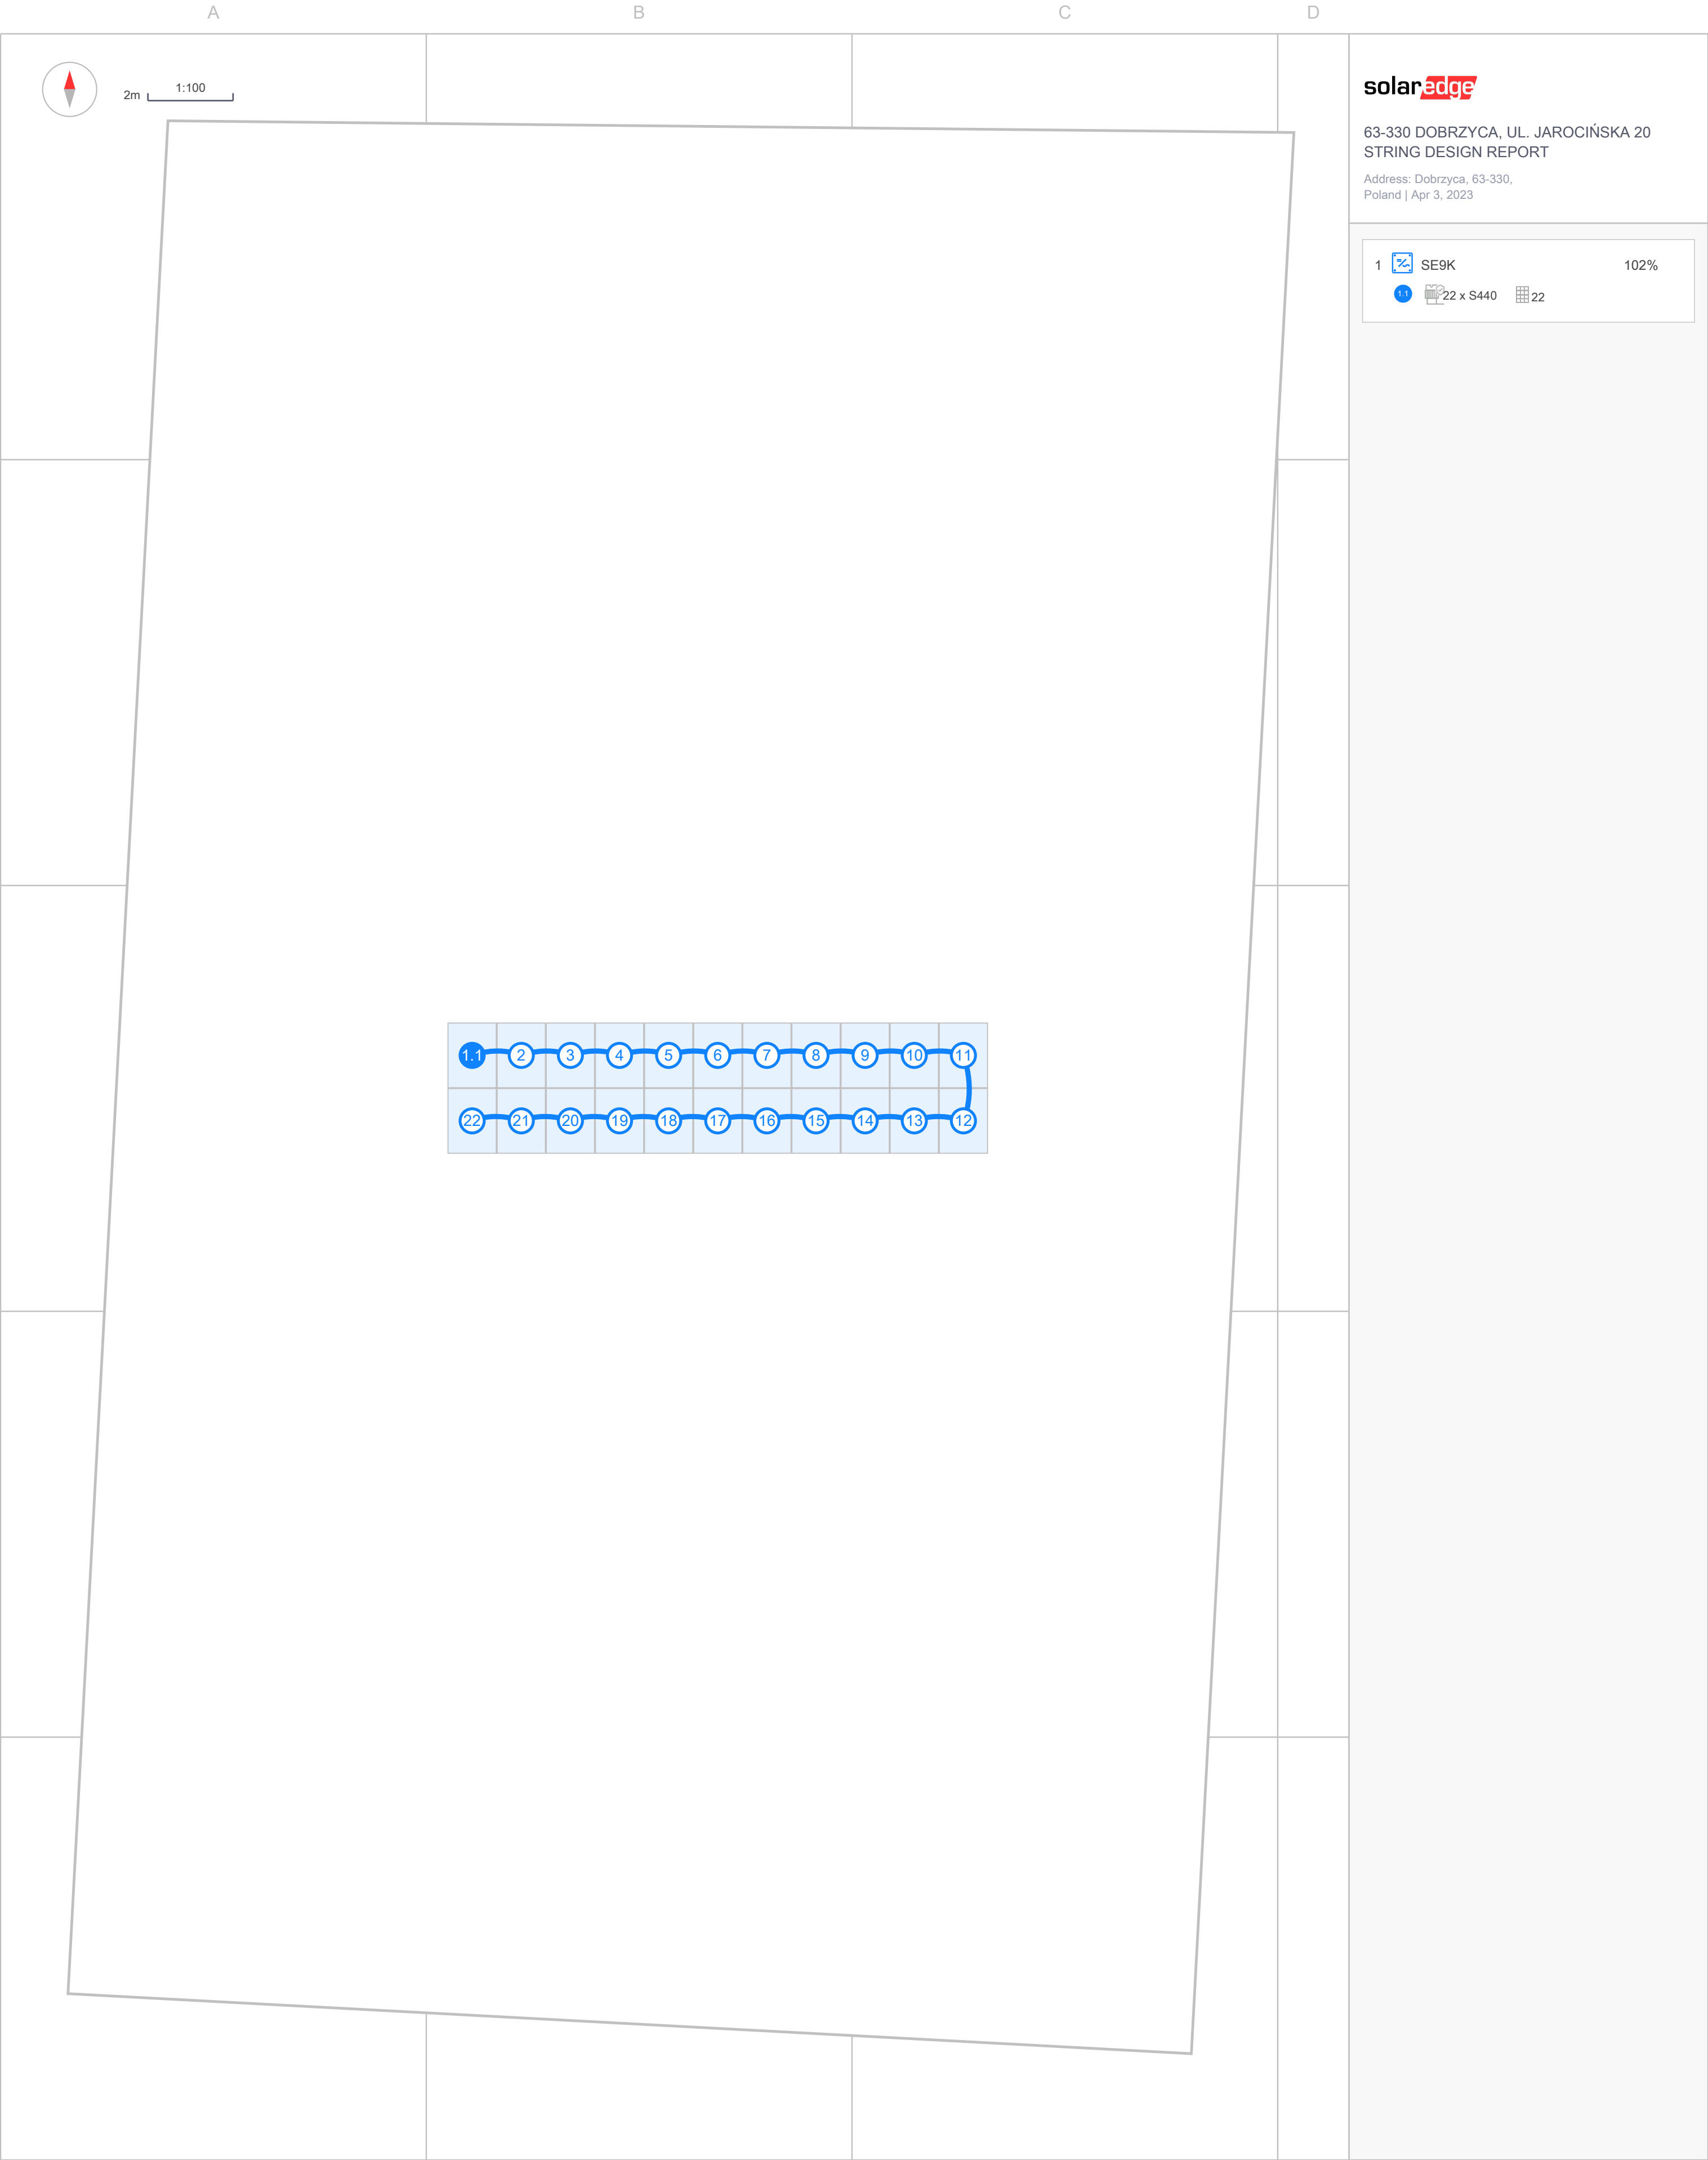 A B C D
2m 1:100
solaredge
63-330 DOBRZYCA, UL. JAROCIŃSKA 20
STRING DESIGN REPORT
Address: Dobrzyca, 63-330,
Poland | Apr 3, 2023
1 SE9K 102%
1.1 22 x S440 22
1.1 2 3 4 5 6 7 8 9 10 11
22 21 20 19 18 17 16 15 14 13 12